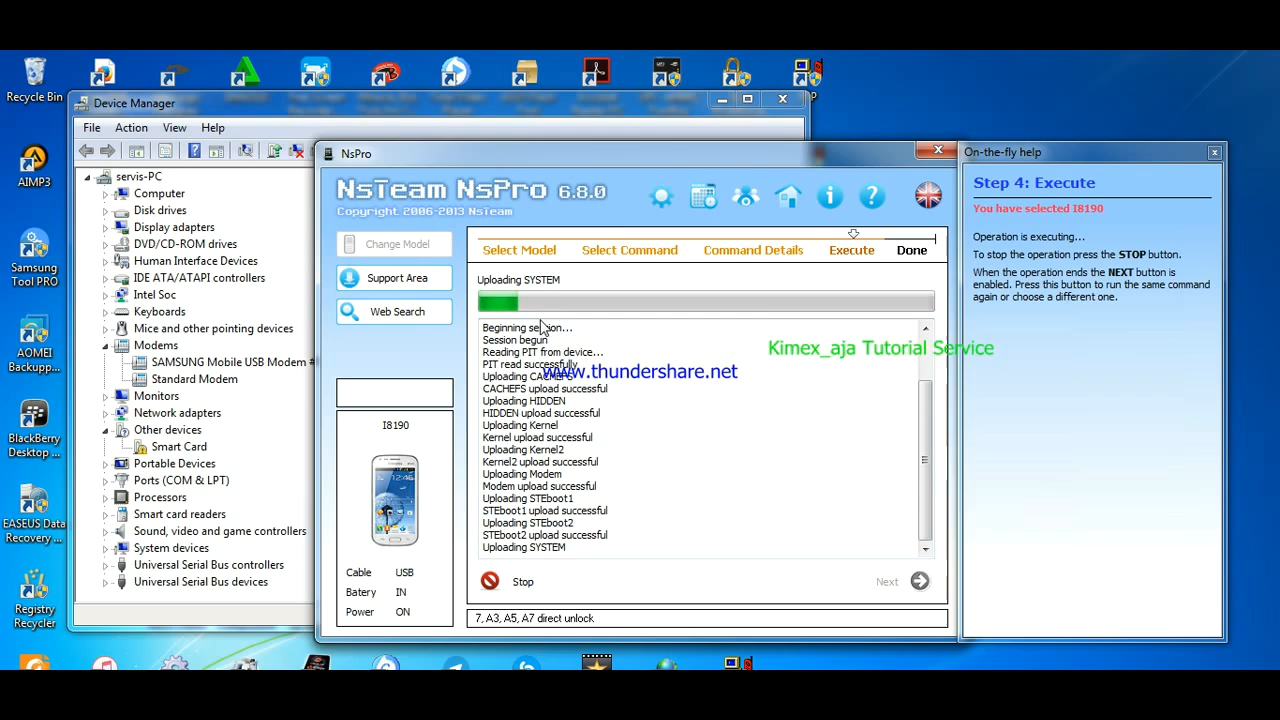 Recycle Bin
AIMP3
Samsung
Tool PRO
AOMEI
Backupp...
BlackBerry
Desktop ...
EASEUS Data
Recovery ...
Registry
Recycler
Device Manager
File Action View Help
servis-PC
Computer
Disk drives
Display adapters
DVD/CD-ROM drives
Human Interface Devices
IDE ATA/ATAPI controllers
Intel Soc
Keyboards
Mice and other pointing devices
Modems
SAMSUNG Mobile USB Modem #
Standard Modem
Monitors
Network adapters
Other devices
Smart Card
Portable Devices
Ports (COM & LPT)
Processors
Smart card readers
Sound, video and game controllers
System devices
Universal Serial Bus controllers
Universal Serial Bus devices
NsPro
NsTeam NsPro 6.8.0
Copyright 2006-2013 NsTeam
Change Model
Support Area
Web Search
I8190
Cable USB
Batery IN
Power ON
Select Model Select Command Command Details Execute Done
Uploading SYSTEM
Beginning session...
Session begun
Reading PIT from device...
PIT read successfully
Uploading CACHEFS
CACHEFS upload successful
Uploading HIDDEN
HIDDEN upload successful
Uploading Kernel
Kernel upload successful
Uploading Kernel2
Kernel2 upload successful
Uploading Modem
Modem upload successful
Uploading STEboot1
STEboot1 upload successful
Uploading STEboot2
STEboot2 upload successful
Uploading SYSTEM
Kimex_aja Tutorial Service
www.thundershare.net
Stop
Next
7, A3, A5, A7 direct unlock
On-the-fly help
Step 4: Execute
You have selected I8190
Operation is executing...
To stop the operation press the STOP button.
When the operation ends the NEXT button is
enabled. Press this button to run the same command
again or choose a different one.